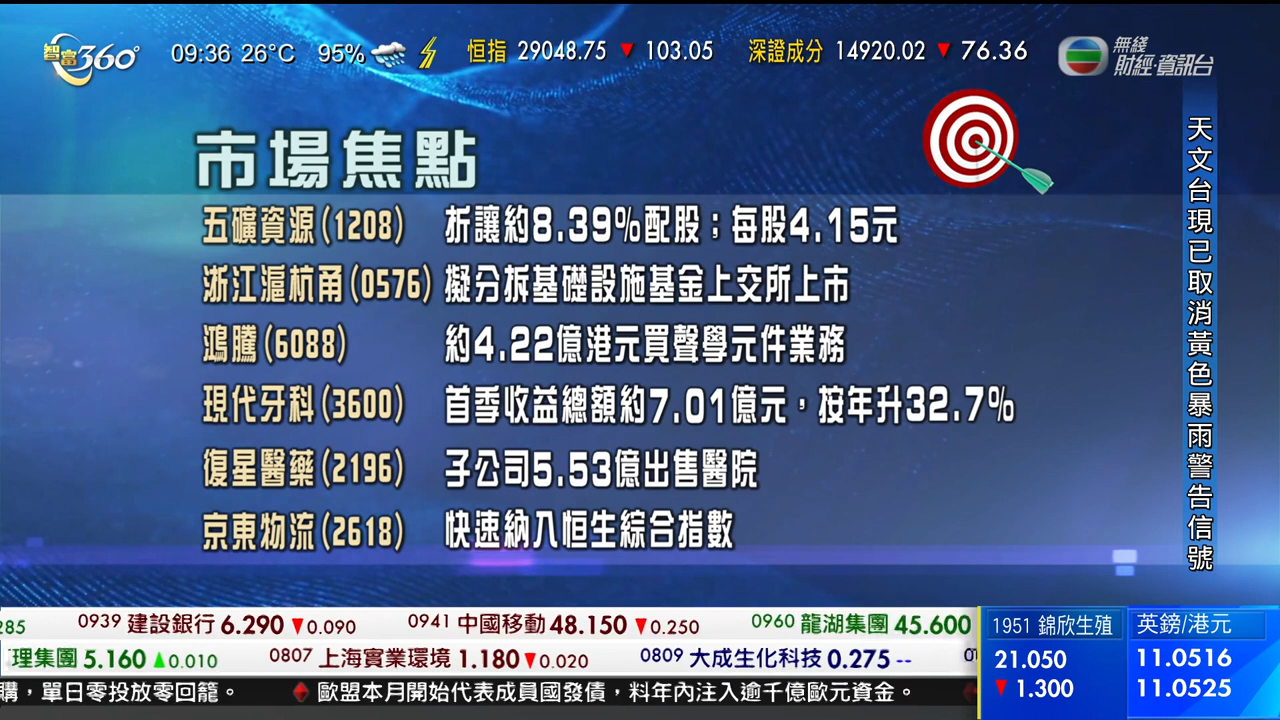 智富360°
09:36 26°C 95% 恒指 29048.75 ▼ 103.05 深證成分 14920.02 ▼ 76.36
無綫
財經·資訊台
市場焦點
五礦資源(1208) 折讓約8.39%配股；每股4.15元
浙江滬杭甬(0576) 擬分拆基礎設施基金上交所上市
鴻騰(6088) 約4.22億港元買聲學元件業務
現代牙科(3600) 首季收益總額約7.01億元，按年升32.7%
復星醫藥(2196) 子公司5.53億出售醫院
京東物流(2618) 快速納入恒生綜合指數
天文台現已取消黃色暴雨警告信號
285 0939 建設銀行 6.290 ▼0.090 0941 中國移動 48.150 ▼0.250 0960 龍湖集團 45.600
理集團 5.160 ▲0.010 0807 上海實業環境 1.180 ▼0.020 0809 大成生化科技 0.275 --
購，單日零投放零回籠。 ♦ 歐盟本月開始代表成員國發債，料年內注入逾千億歐元資金。
1951 錦欣生殖
21.050
▼ 1.300
英鎊/港元
11.0516
11.0525